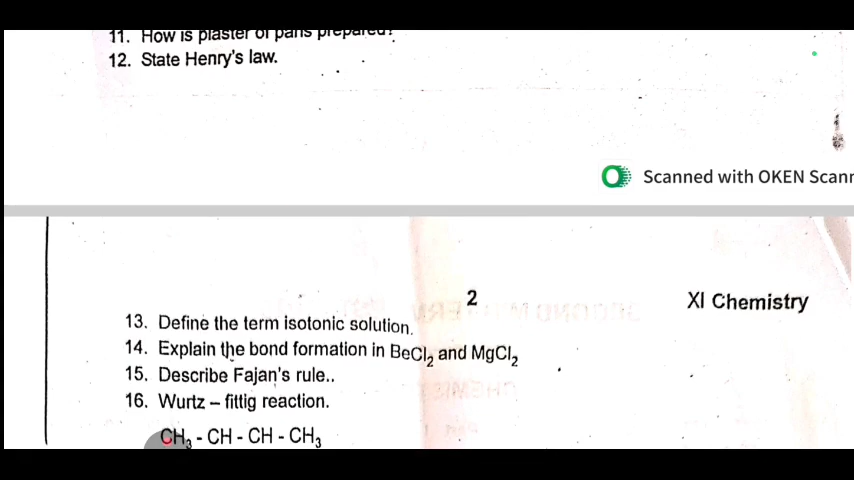 11. How is plaster of paris prepared?
12. State Henry's law.
Scanned with OKEN Scann
2
XI Chemistry
13. Define the term isotonic solution.
14. Explain the bond formation in BeCl₂ and MgCl₂
15. Describe Fajan's rule..
16. Wurtz – fittig reaction.
CH₃ - CH - CH - CH₃